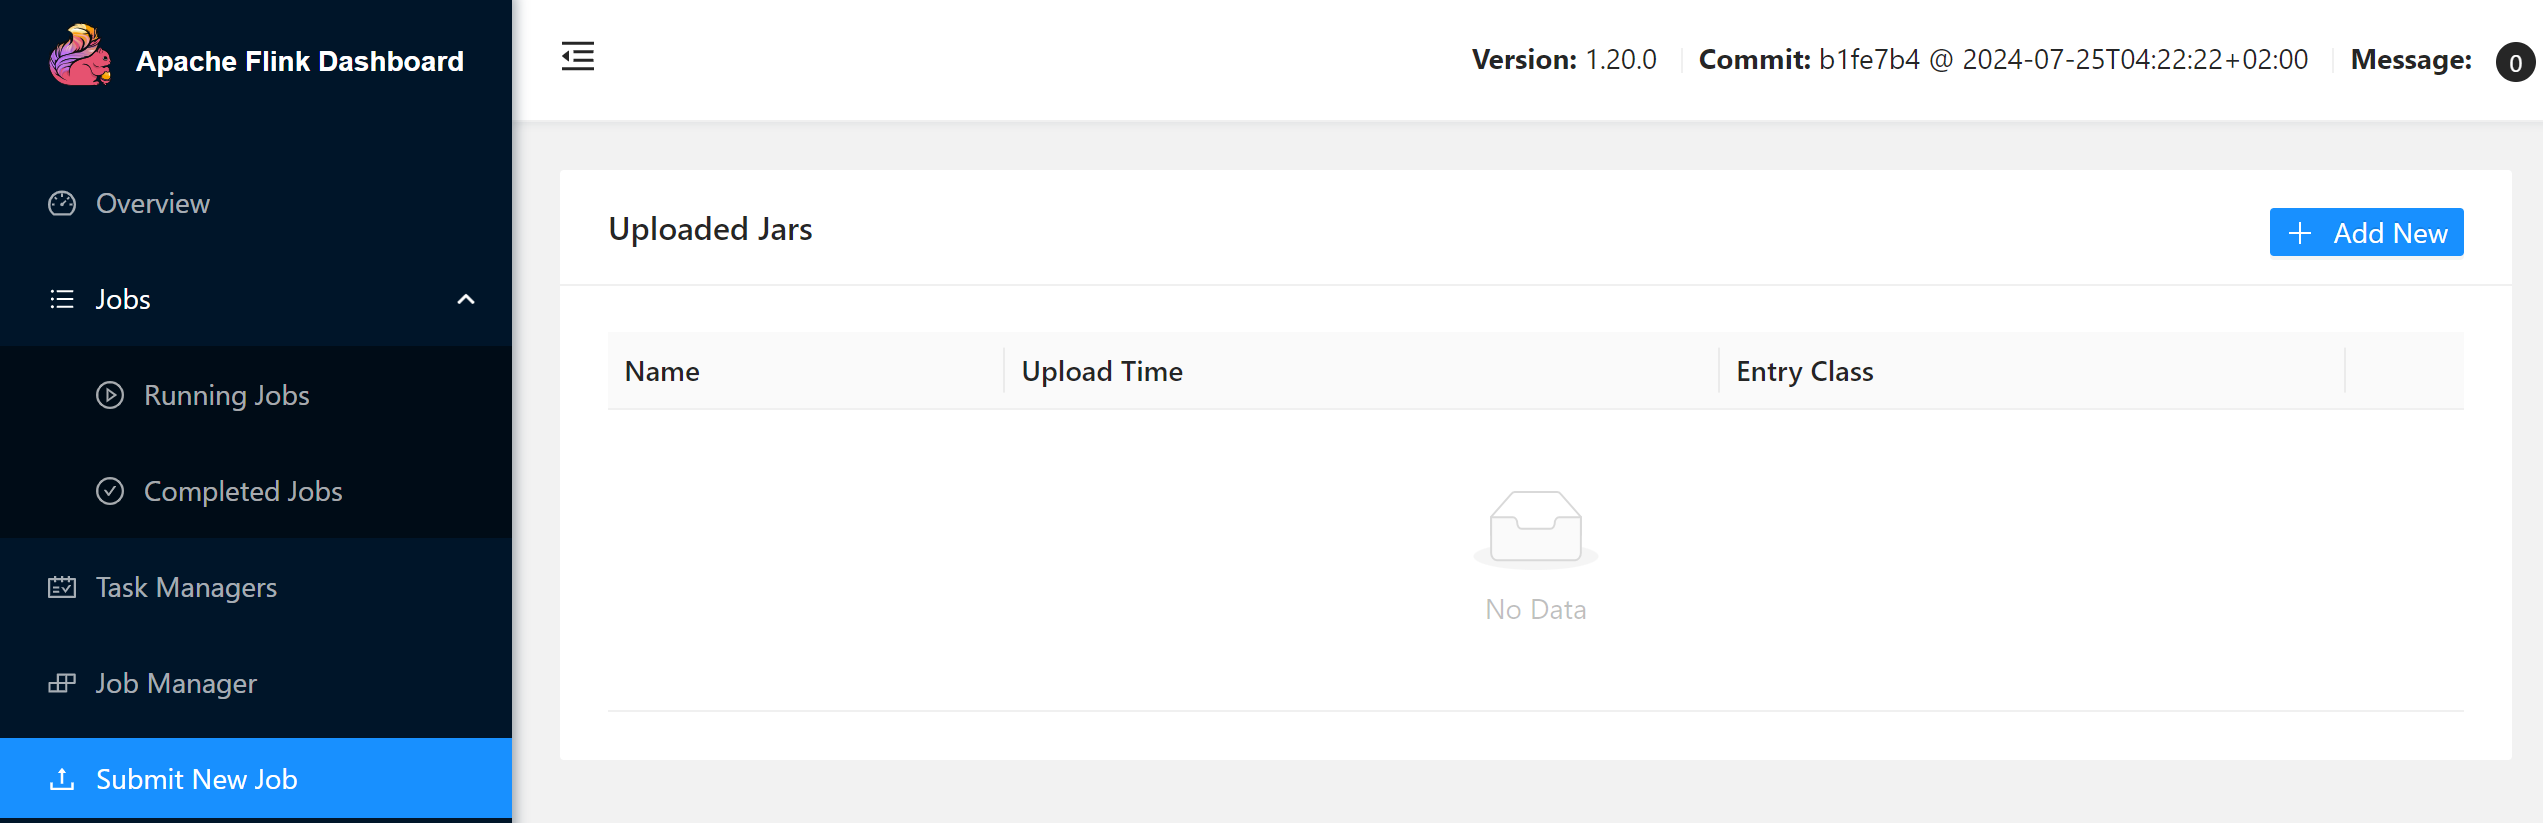 Apache Flink Dashboard
Version: 1.20.0 Commit: b1fe7b4 @ 2024-07-25T04:22:22+02:00 Message: 0
Overview
Jobs
Running Jobs
Completed Jobs
Task Managers
Job Manager
Submit New Job
Uploaded Jars
Add New
Name Upload Time Entry Class
No Data